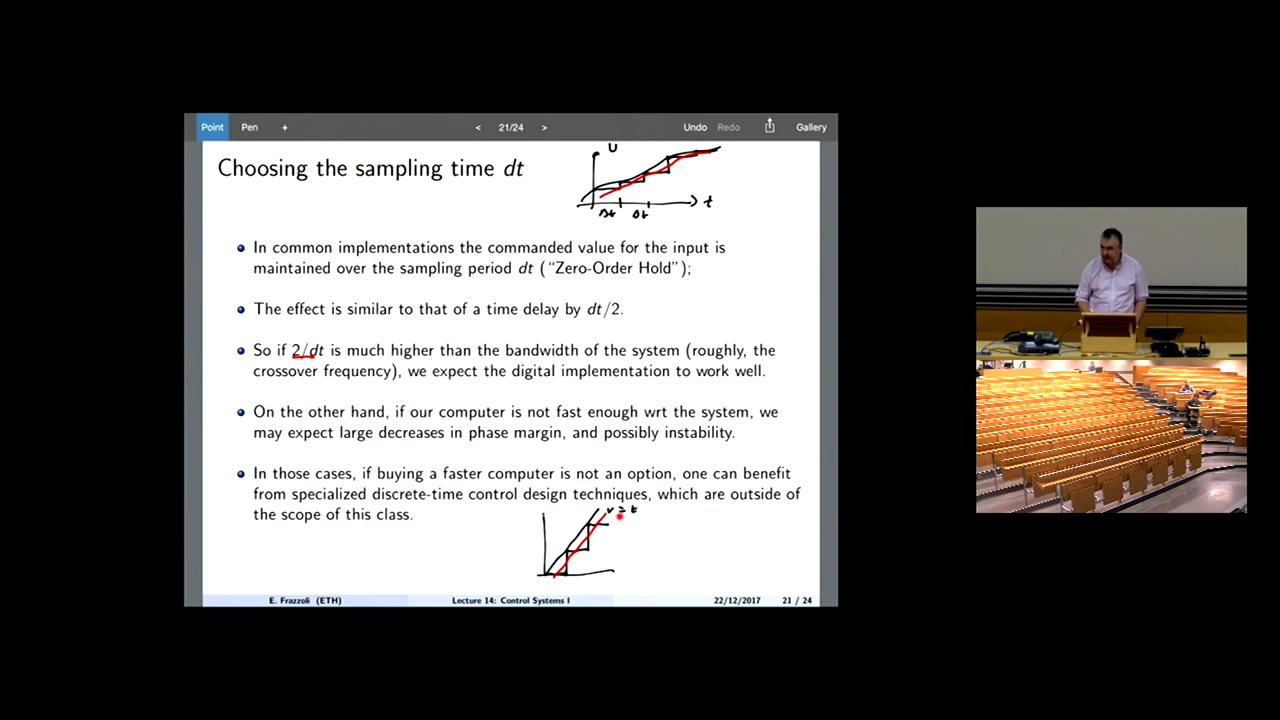 Point Pen + < 21/24 > Undo Redo Gallery
Choosing the sampling time dt
U
t
Δt Δt
In common implementations the commanded value for the input is
maintained over the sampling period dt (“Zero-Order Hold”);
The effect is similar to that of a time delay by dt/2.
So if 2/dt is much higher than the bandwidth of the system (roughly, the
crossover frequency), we expect the digital implementation to work well.
On the other hand, if our computer is not fast enough wrt the system, we
may expect large decreases in phase margin, and possibly instability.
In those cases, if buying a faster computer is not an option, one can benefit
from specialized discrete-time control design techniques, which are outside of
the scope of this class.
v = t
E. Frazzoli (ETH) Lecture 14: Control Systems I 22/12/2017 21 / 24